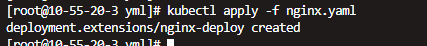 [root@10-55-20-3 yml]# kubectl apply -f nginx.yaml
deployment.extensions/nginx-deploy created
[root@10-55-20-3 yml]#